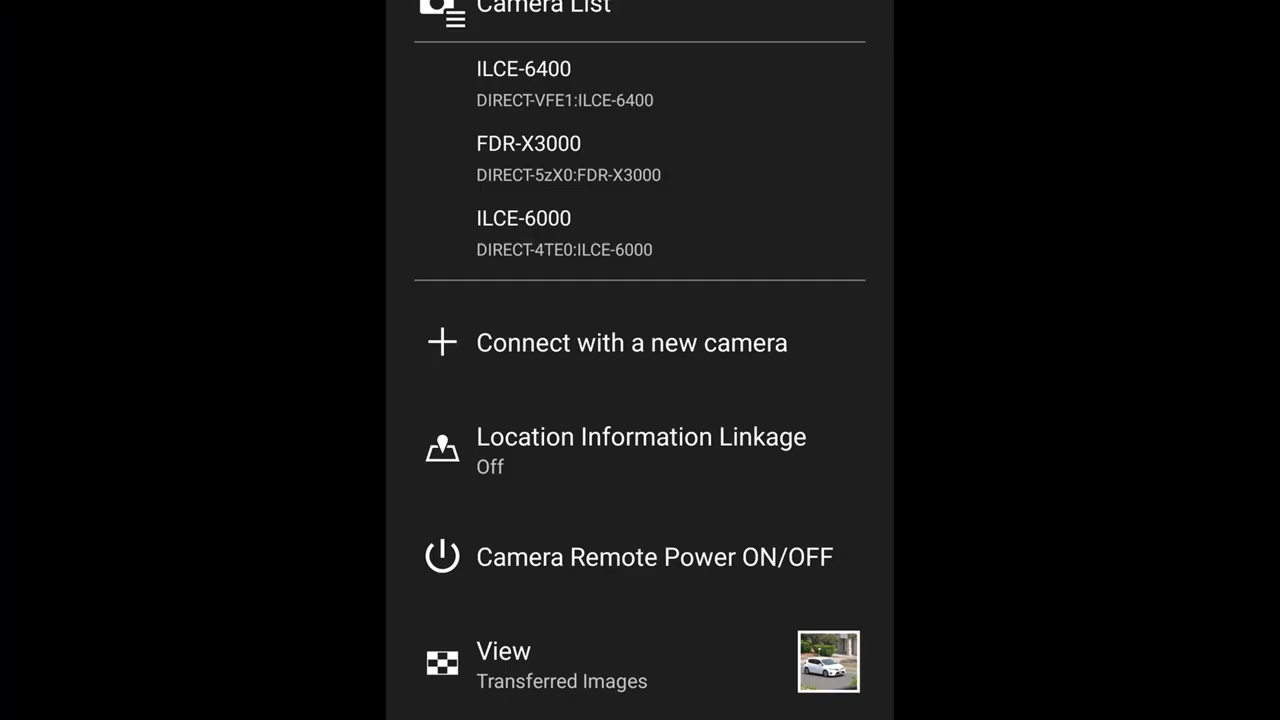 Camera List
ILCE-6400
DIRECT-VFE1:ILCE-6400
FDR-X3000
DIRECT-5zX0:FDR-X3000
ILCE-6000
DIRECT-4TE0:ILCE-6000
Connect with a new camera
Location Information Linkage
Off
Camera Remote Power ON/OFF
View
Transferred Images